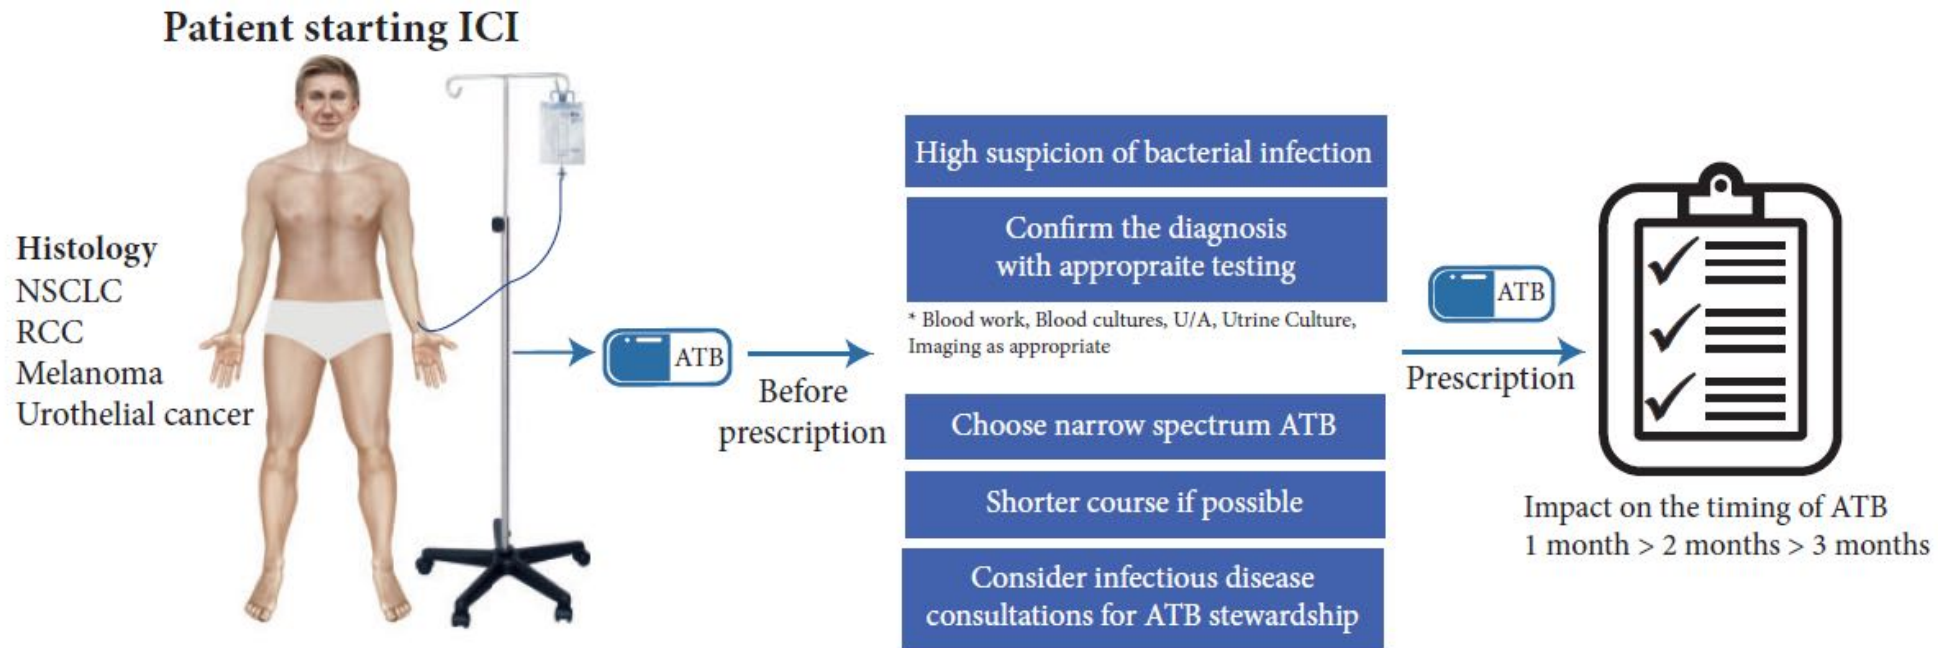 Patient starting ICI
Histology
NSCLC
RCC
Melanoma
Urothelial cancer
ATB
Before
prescription
High suspicion of bacterial infection
Confirm the diagnosis
with appropraite testing
* Blood work, Blood cultures, U/A, Utrine Culture,
Imaging as appropriate
Choose narrow spectrum ATB
Shorter course if possible
Consider infectious disease
consultations for ATB stewardship
ATB
Prescription
Impact on the timing of ATB
1 month > 2 months > 3 months